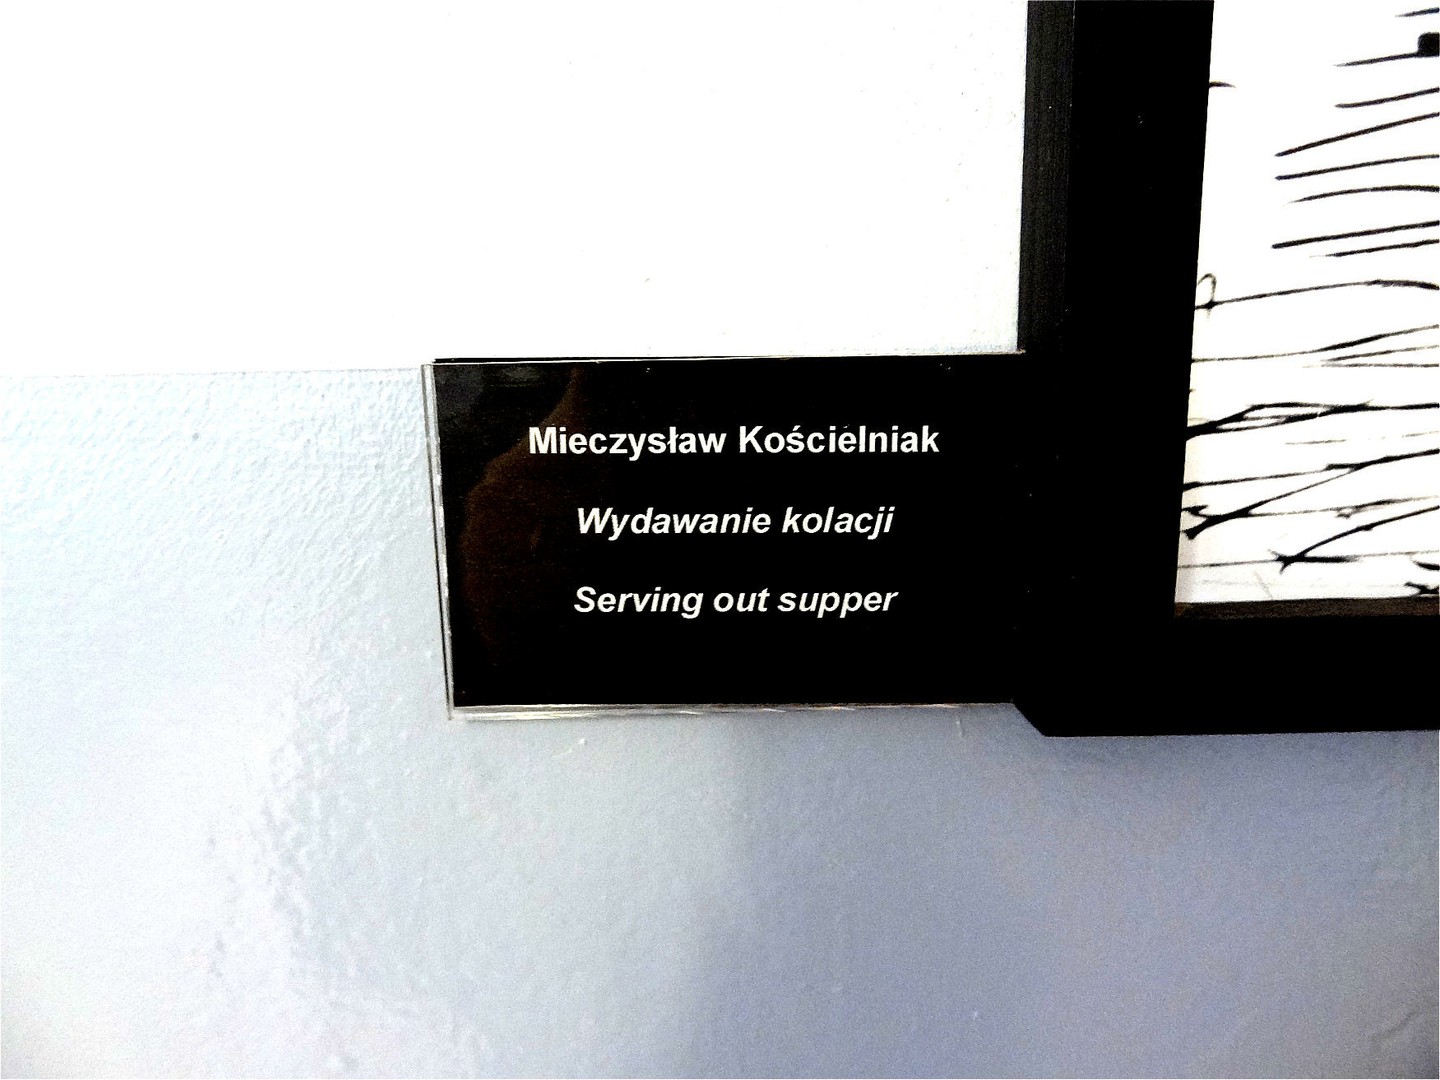 Mieczysław Kościelniak
Wydawanie kolacji
Serving out supper